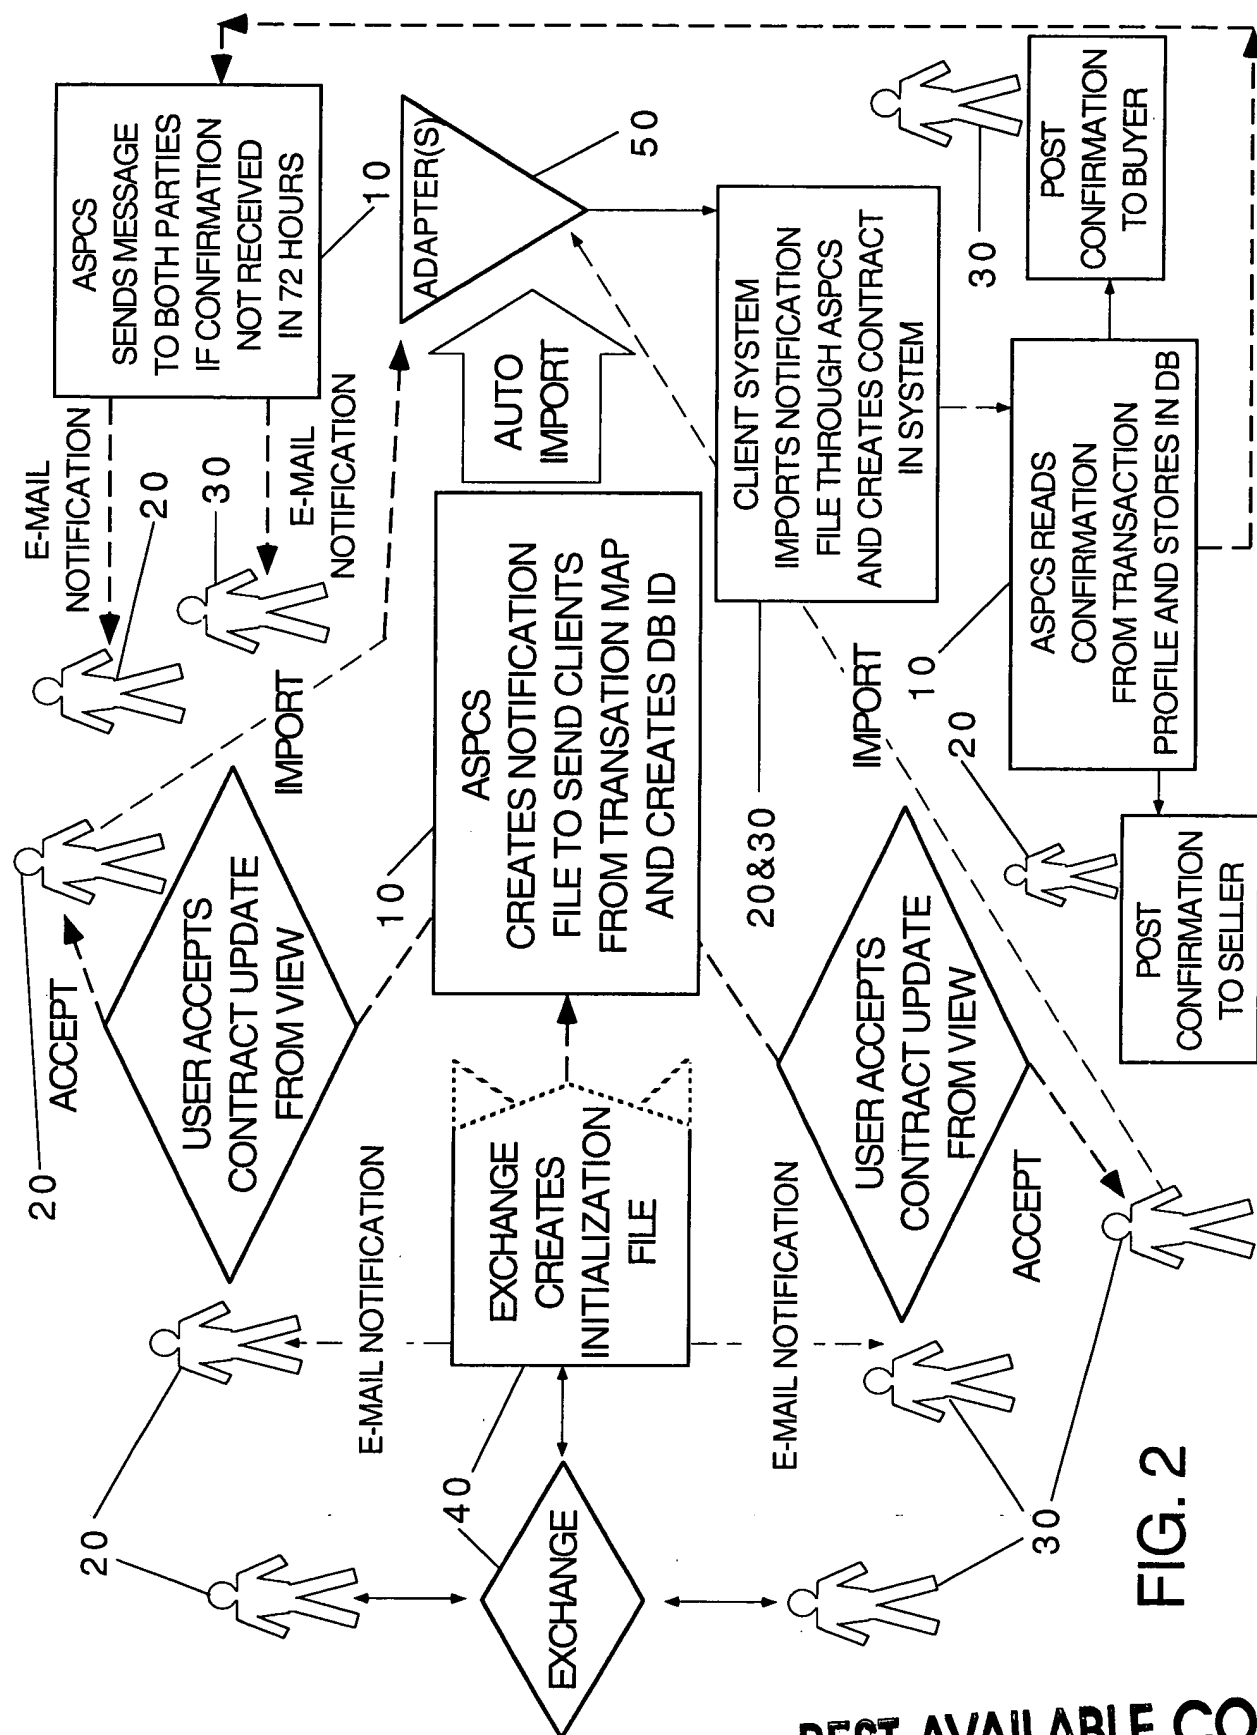 E-MAIL
NOTIFICATION
20
30
E-MAIL
NOTIFICATION
ASPCS
SENDS MESSAGE
TO BOTH PARTIES
IF CONFIRMATION
NOT RECEIVED
IN 72 HOURS
10
20
20
ACCEPT
USER ACCEPTS
CONTRACT UPDATE
FROM VIEW
IMPORT
ADAPTER(S)
50
E-MAIL NOTIFICATION
40
EXCHANGE
EXCHANGE
CREATES
INITIALIZATION
FILE
10
ASPCS
CREATES NOTIFICATION
FILE TO SEND CLIENTS
FROM TRANSATION MAP
AND CREATES DB ID
AUTO
IMPORT
CLIENT SYSTEM
IMPORTS NOTIFICATION
FILE THROUGH ASPCS
AND CREATES CONTRACT
IN SYSTEM
20&30
E-MAIL NOTIFICATION
USER ACCEPTS
CONTRACT UPDATE
FROM VIEW
ACCEPT
30
IMPORT
10
20
ASPCS READS
CONFIRMATION
FROM TRANSACTION
PROFILE AND STORES IN DB
30
POST
CONFIRMATION
TO BUYER
POST
CONFIRMATION
TO SELLER
FIG. 2
BEST AVAILABLE CO